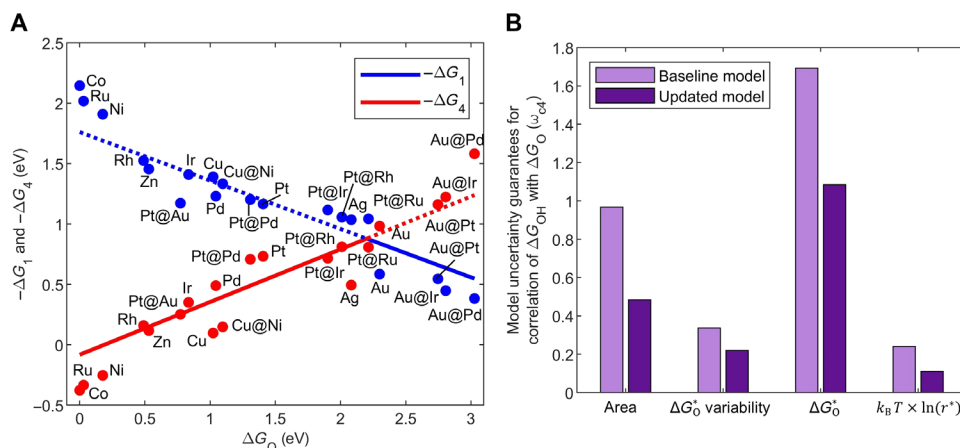 A
B
−ΔG1 and −ΔG4 (eV)
2.5
2
1.5
1
0.5
0
−0.5
0
0.5
1
1.5
2
2.5
3
ΔGO (eV)
−ΔG1
−ΔG4
Co
Ru
Ni
Rh
Zn
Ir
Cu
Cu@Ni
Pt@Au
Pd
Pt@Pd
Pt
Pt@Ir
Pt@Rh
Ag
Pt@Ru
Au
Au@Pt
Au@Ir
Au@Pd
Au@Pd
Au@Ir
Au@Pt
Au
Pt@Rh
Pt@Ru
Pt@Ir
Ag
Pt@Pd
Pt
Pt@Au
Ir
Pd
Rh
Zn
Cu
Cu@Ni
Ru
Ni
Co
Model uncertainty guarantees for
correlation of ΔGOH with ΔGO (ωc4)
1.8
1.6
1.4
1.2
1
0.8
0.6
0.4
0.2
0
Baseline model
Updated model
Area
ΔG*O variability
ΔG*O
kBT × ln(r*)